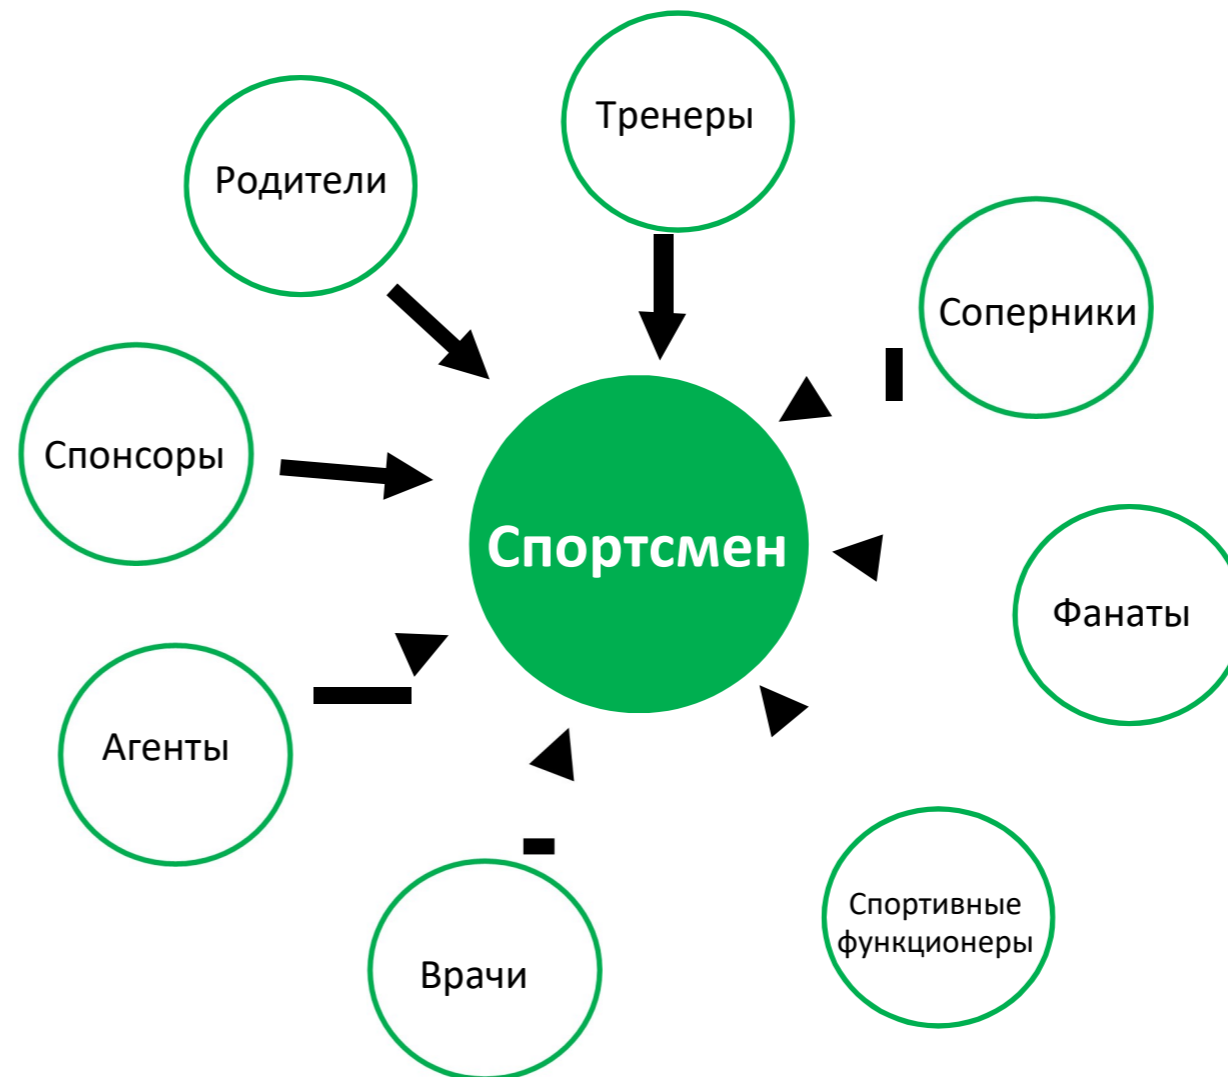 Тренеры
Родители
Соперники
Спонсоры
Спортсмен
Фанаты
Агенты
Спортивные
функционеры
Врачи